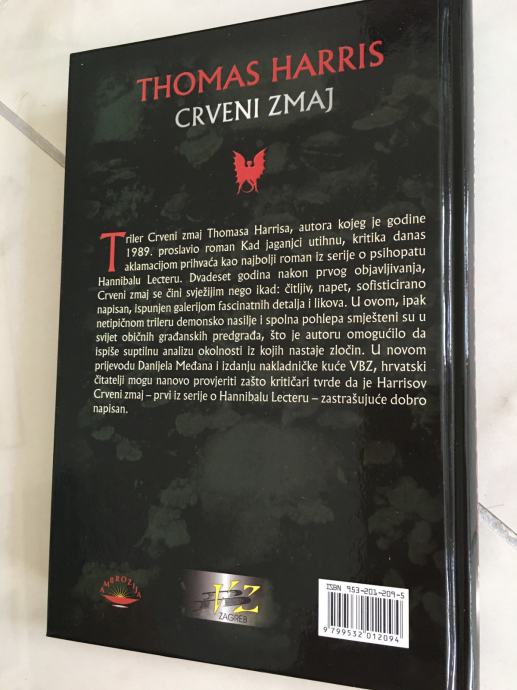 THOMAS HARRIS
CRVENI ZMAJ
Triler Crveni zmaj Thomasa Harrisa, autora kojeg je godine
1989. proslavio roman Kad jaganjci utihnu, kritika danas
aklamacijom prihvaća kao najbolji roman iz serije o psihopatu
Hannibalu Lecteru. Dvadeset godina nakon prvog objavljivanja,
Crveni zmaj se čini svježijim nego ikad: čitljiv, napet, sofisticirano
napisan, ispunjen galerijom fascinatnih detalja i likova. U ovom, ipak
netipičnom trileru demonsko nasilje i spolna pohlepa smješteni su u
svijet običnih građanskih predgrađa, što je autoru omogućilo da
ispiše suptilnu analizu okolnosti iz kojih nastaje zločin. U novom
prijevodu Danijela Međana i izdanju nakladničke kuće VBZ, hrvatski
čitatelji mogu nanovo provjeriti zašto kritičari tvrde da je Harrisov
Crveni zmaj – prvi iz serije o Hannibalu Lecteru – zastrašujuće dobro
napisan.
AMBROZIJA
VZ
ZAGREB
ISBN 953-201-209-5
9 799532 012094